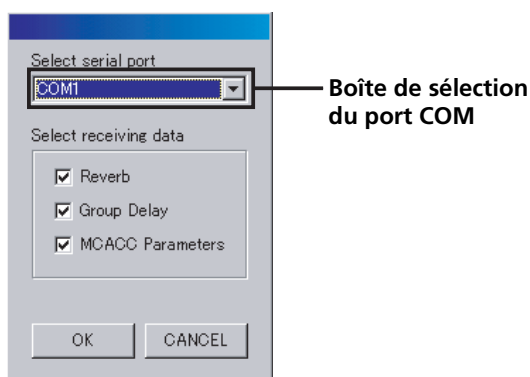 Select serial port
COM1
Boîte de sélection
du port COM
Select receiving data
Reverb
Group Delay
MCACC Parameters
OK
CANCEL